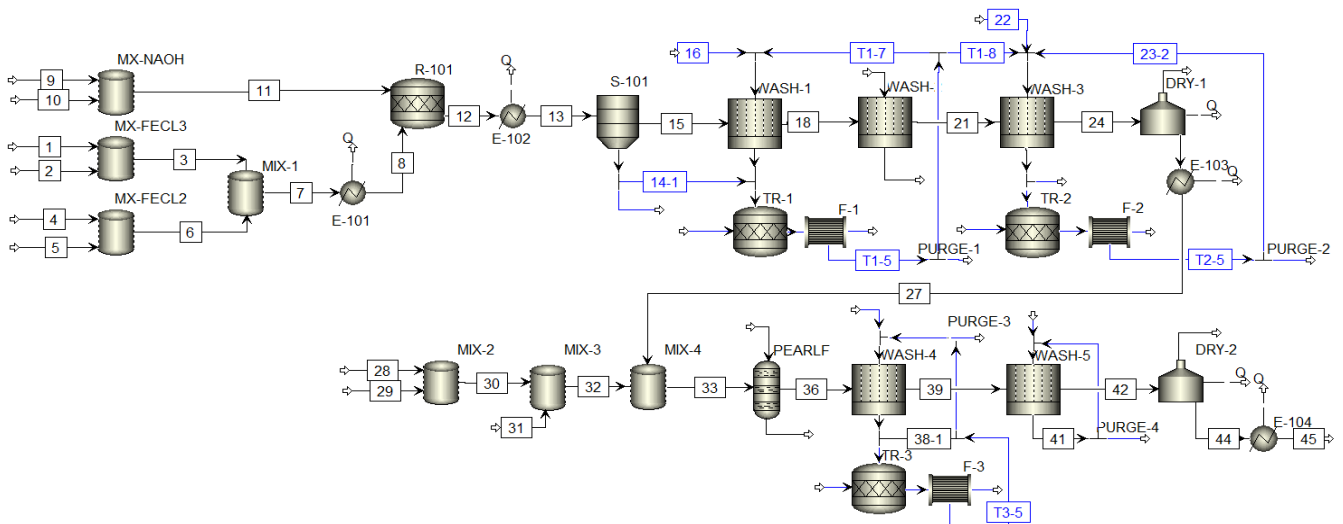 22
16
T1-7
T1-8
23-2
MX-NAOH
Q
R-101
S-101
DRY-1
9
10
11
WASH-1
WASH-
WASH-3
Q
12
13
15
18
21
24
E-102
MX-FECL3
Q
1
2
3
MIX-1
8
E-103
Q
7
14-1
MX-FECL2
E-101
TR-1
F-1
TR-2
F-2
4
5
6
PURGE-1
PURGE-2
T1-5
T2-5
27
PURGE-3
MIX-2
MIX-3
MIX-4
PEARLF
WASH-4
WASH-5
DRY-2
28
29
30
32
33
36
39
42
Q
Q
31
PURGE-4
E-104
38-1
41
44
45
TR-3
F-3
T3-5